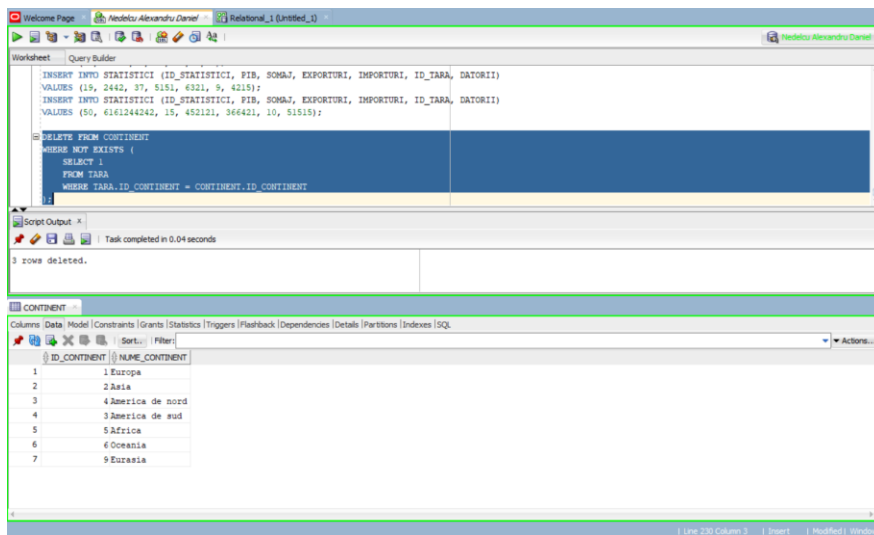 Welcome Page
Nedelcu Alexandru Daniel
Relational_1 (Untitled_1)
Nedelcu Alexandru Daniel
Worksheet Query Builder
INSERT INTO STATISTICI (ID_STATISTICI, PIB, SOMAJ, EXPORTURI, IMPORTURI, ID_TARA, DATORII)
VALUES (19, 2442, 37, 5151, 6321, 9, 4215);
INSERT INTO STATISTICI (ID_STATISTICI, PIB, SOMAJ, EXPORTURI, IMPORTURI, ID_TARA, DATORII)
VALUES (50, 6161244242, 15, 452121, 366421, 10, 51515);
DELETE FROM CONTINENT
WHERE NOT EXISTS (
SELECT 1
FROM TARA
WHERE TARA.ID_CONTINENT = CONTINENT.ID_CONTINENT
);
Script Output x
Task completed in 0.04 seconds
3 rows deleted.
CONTINENT
Columns Data Model Constraints Grants Statistics Triggers Flashback Dependencies Details Partitions Indexes SQL
Sort.. Filter: Actions...
ID_CONTINENT NUME_CONTINENT
1 1 Europa
2 2 Asia
3 4 America de nord
4 3 America de sud
5 5 Africa
6 6 Oceania
7 9 Eurasia
Line 230 Column 3 | Insert | Modified | Window